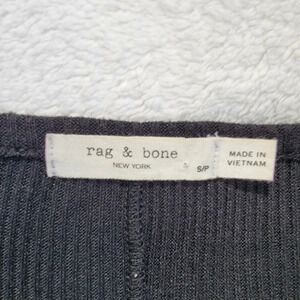 rag & bone
NEW YORK
S/P
MADE IN
VIETNAM